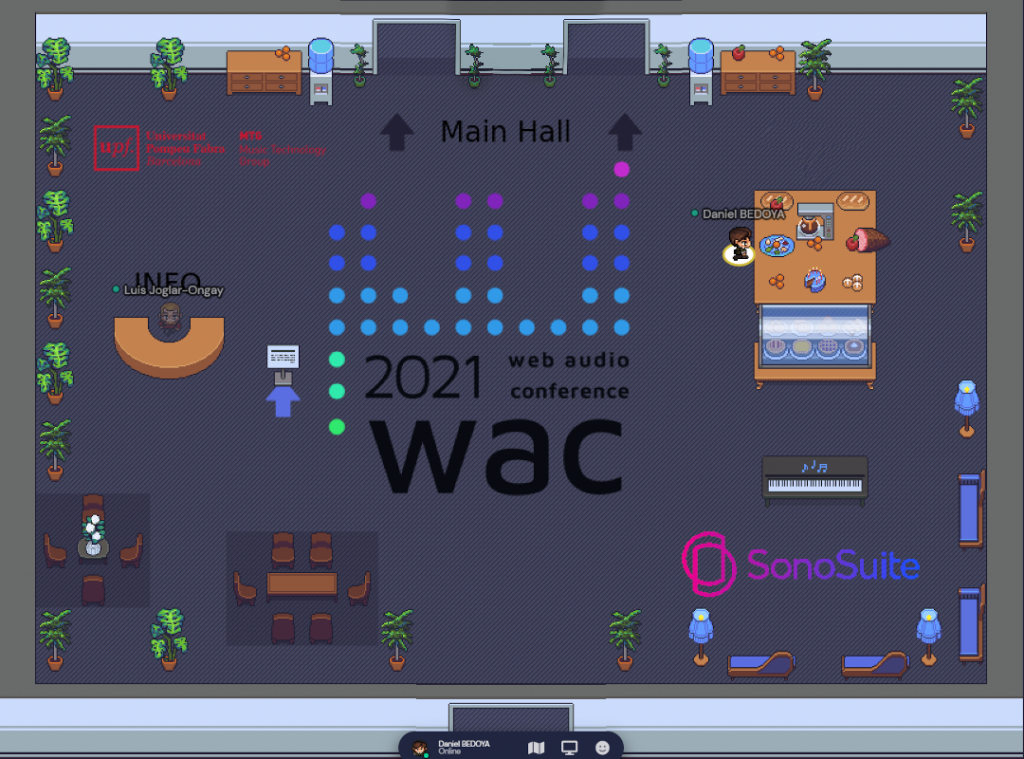 Main Hall
upf.
Universitat
Pompeu Fabra
Barcelona
MTG
Music Technology
Group
Daniel BEDOYA
INFO
Luis Joglar-Ongay
2021
web audio
conference
wac
SonoSuite
Daniel BEDOYA
Online